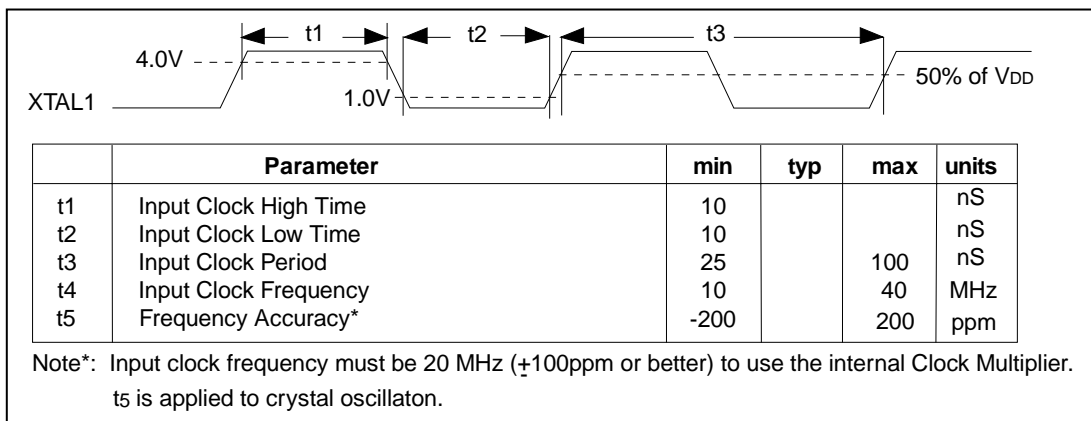 t1 t2 t3
4.0V
50% of VDD
1.0V
XTAL1
Parameter min typ max units
t1 Input Clock High Time 10 nS
t2 Input Clock Low Time 10 nS
t3 Input Clock Period 25 100 nS
t4 Input Clock Frequency 10 40 MHz
t5 Frequency Accuracy* -200 200 ppm
Note*: Input clock frequency must be 20 MHz (±100ppm or better) to use the internal Clock Multiplier.
t5 is applied to crystal oscillaton.